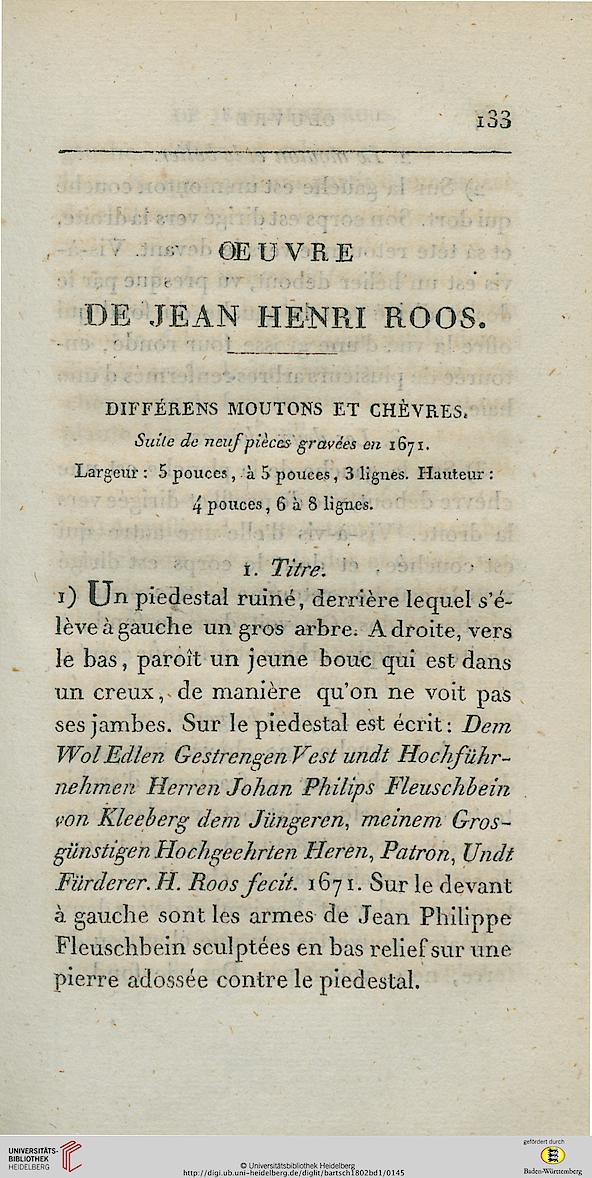 133
ŒUVRE
DE JEAN HENRI ROOS.
DIFFÉRENS MOUTONS ET CHÈVRES.
Suite de neuf pièces gravées en 1671.
Largeur : 5 pouces, à 5 pouces, 3 lignes. Hauteur :
4 pouces, 6 à 8 lignes.
1. Titre.
1) Un piedestal ruiné, derrière lequel s'é-
lève à gauche un gros arbre. A droite, vers
le bas, paroît un jeune bouc qui est dans
un creux, de manière qu'on ne voit pas
ses jambes. Sur le piedestal est écrit: Dem
Wol Edlen Gestrengen Vest undt Hochführ-
nehmen Herren Johan Philips Fleuschbein
von Kleeberg dem Jüngeren, meinem Gros-
günstigen Hochgeehrten Heren, Patron, Undt
Fürderer. H. Roos fecit. 1671. Sur le devant
à gauche sont les armes de Jean Philippe
Fleuschbein sculptées en bas relief sur une
pierre adossée contre le piedestal.
UNIVERSITÄTS-
BIBLIOTHEK
HEIDELBERG
© Universitätsbibliothek Heidelberg
http://digi.ub.uni-heidelberg.de/diglit/bartsch1802bd1/0145
gefördert durch
Baden-Württemberg